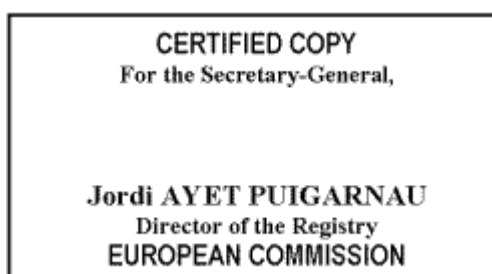 CERTIFIED COPY
For the Secretary-General,
Jordi AYET PUIGARNAU
Director of the Registry
EUROPEAN COMMISSION